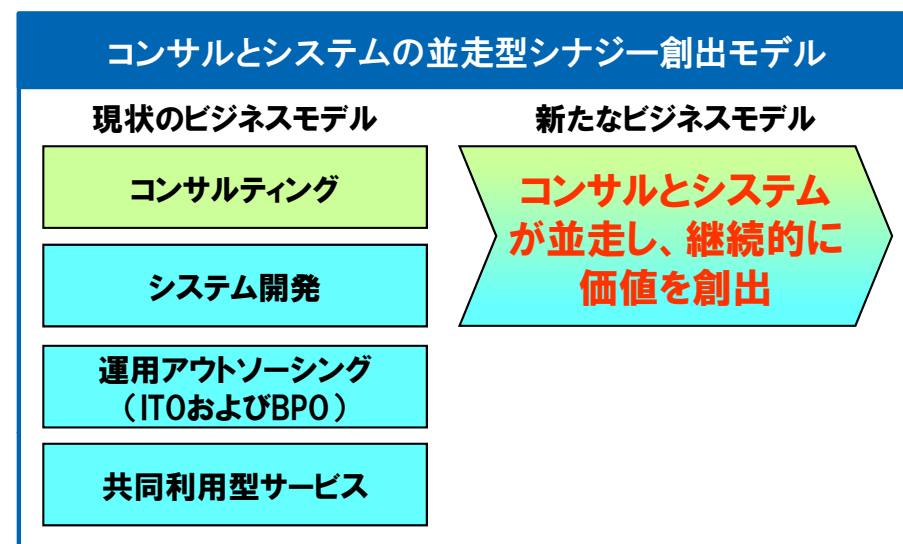 コンサルとシステムの並走型シナジー創出モデル
現状のビジネスモデル
コンサルティング
システム開発
運用アウトソーシング
(ITOおよびBPO)
共同利用型サービス
新たなビジネスモデル
コンサルとシステム
が並走し、継続的に
価値を創出